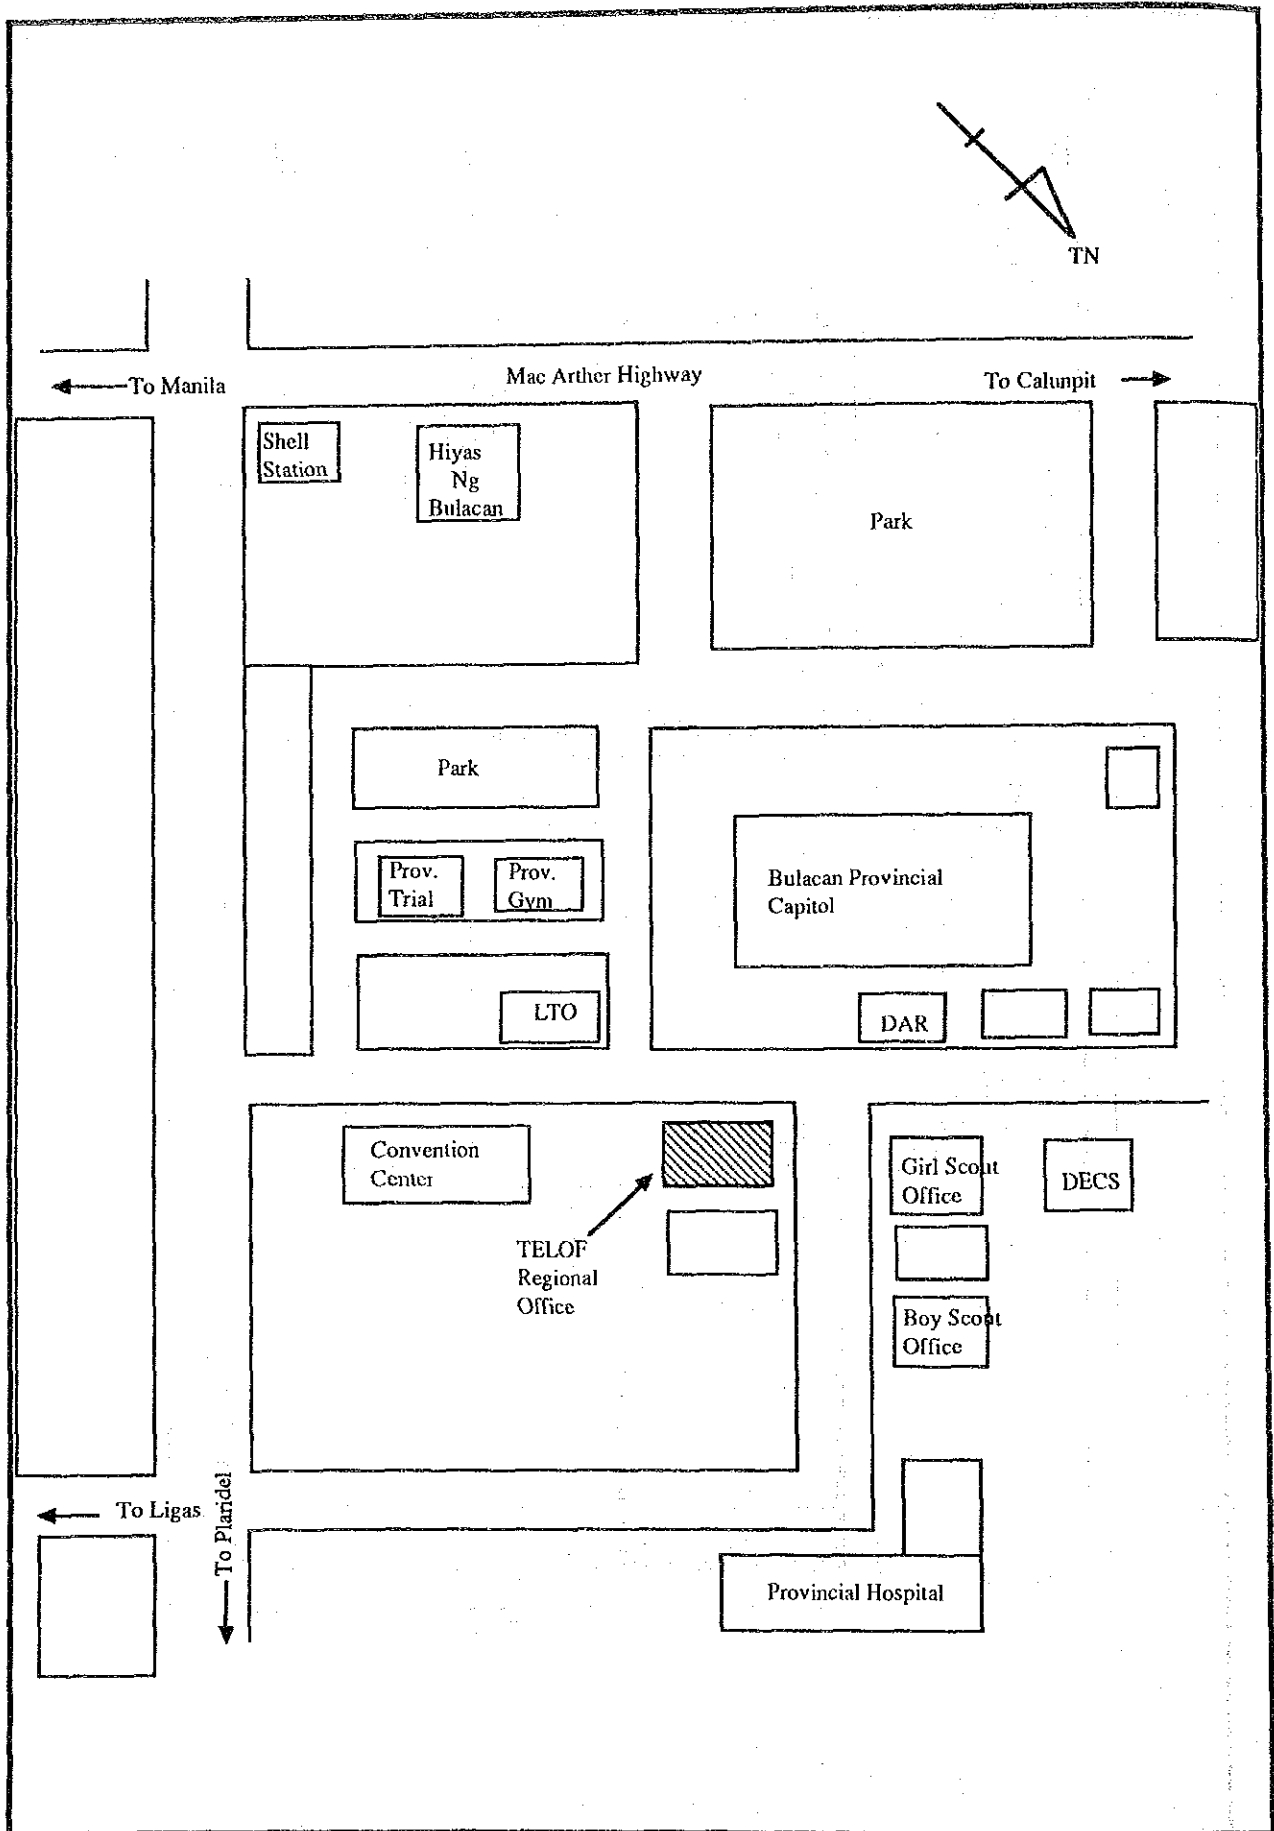 TN
To Manila
Mac Arther Highway
To Calunpit
Shell
Station
Hiyas
Ng
Bulacan
Park
Park
Prov.
Trial
Prov.
Gym
Bulacan Provincial
Capitol
LTO
DAR
Convention
Center
Girl Scout
Office
DECS
TELOF
Regional
Office
Boy Scout
Office
To Ligas
To Plaridel
Provincial Hospital